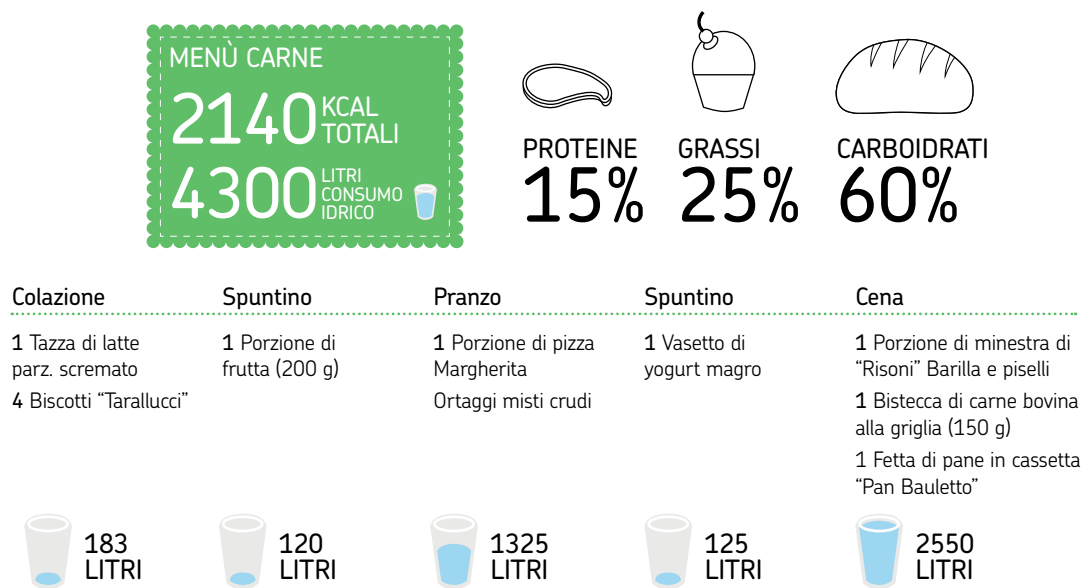 MENÙ CARNE
2140 KCAL TOTALI
4300 LITRI CONSUMO IDRICO
PROTEINE
15%
GRASSI
25%
CARBOIDRATI
60%
Colazione
1 Tazza di latte
parz. scremato
4 Biscotti “Tarallucci”
183
LITRI
Spuntino
1 Porzione di
frutta (200 g)
120
LITRI
Pranzo
1 Porzione di pizza
Margherita
Ortaggi misti crudi
1325
LITRI
Spuntino
1 Vasetto di
yogurt magro
125
LITRI
Cena
1 Porzione di minestra di
“Risoni” Barilla e piselli
1 Bistecca di carne bovina
alla griglia (150 g)
1 Fetta di pane in cassetta
“Pan Bauletto”
2550
LITRI